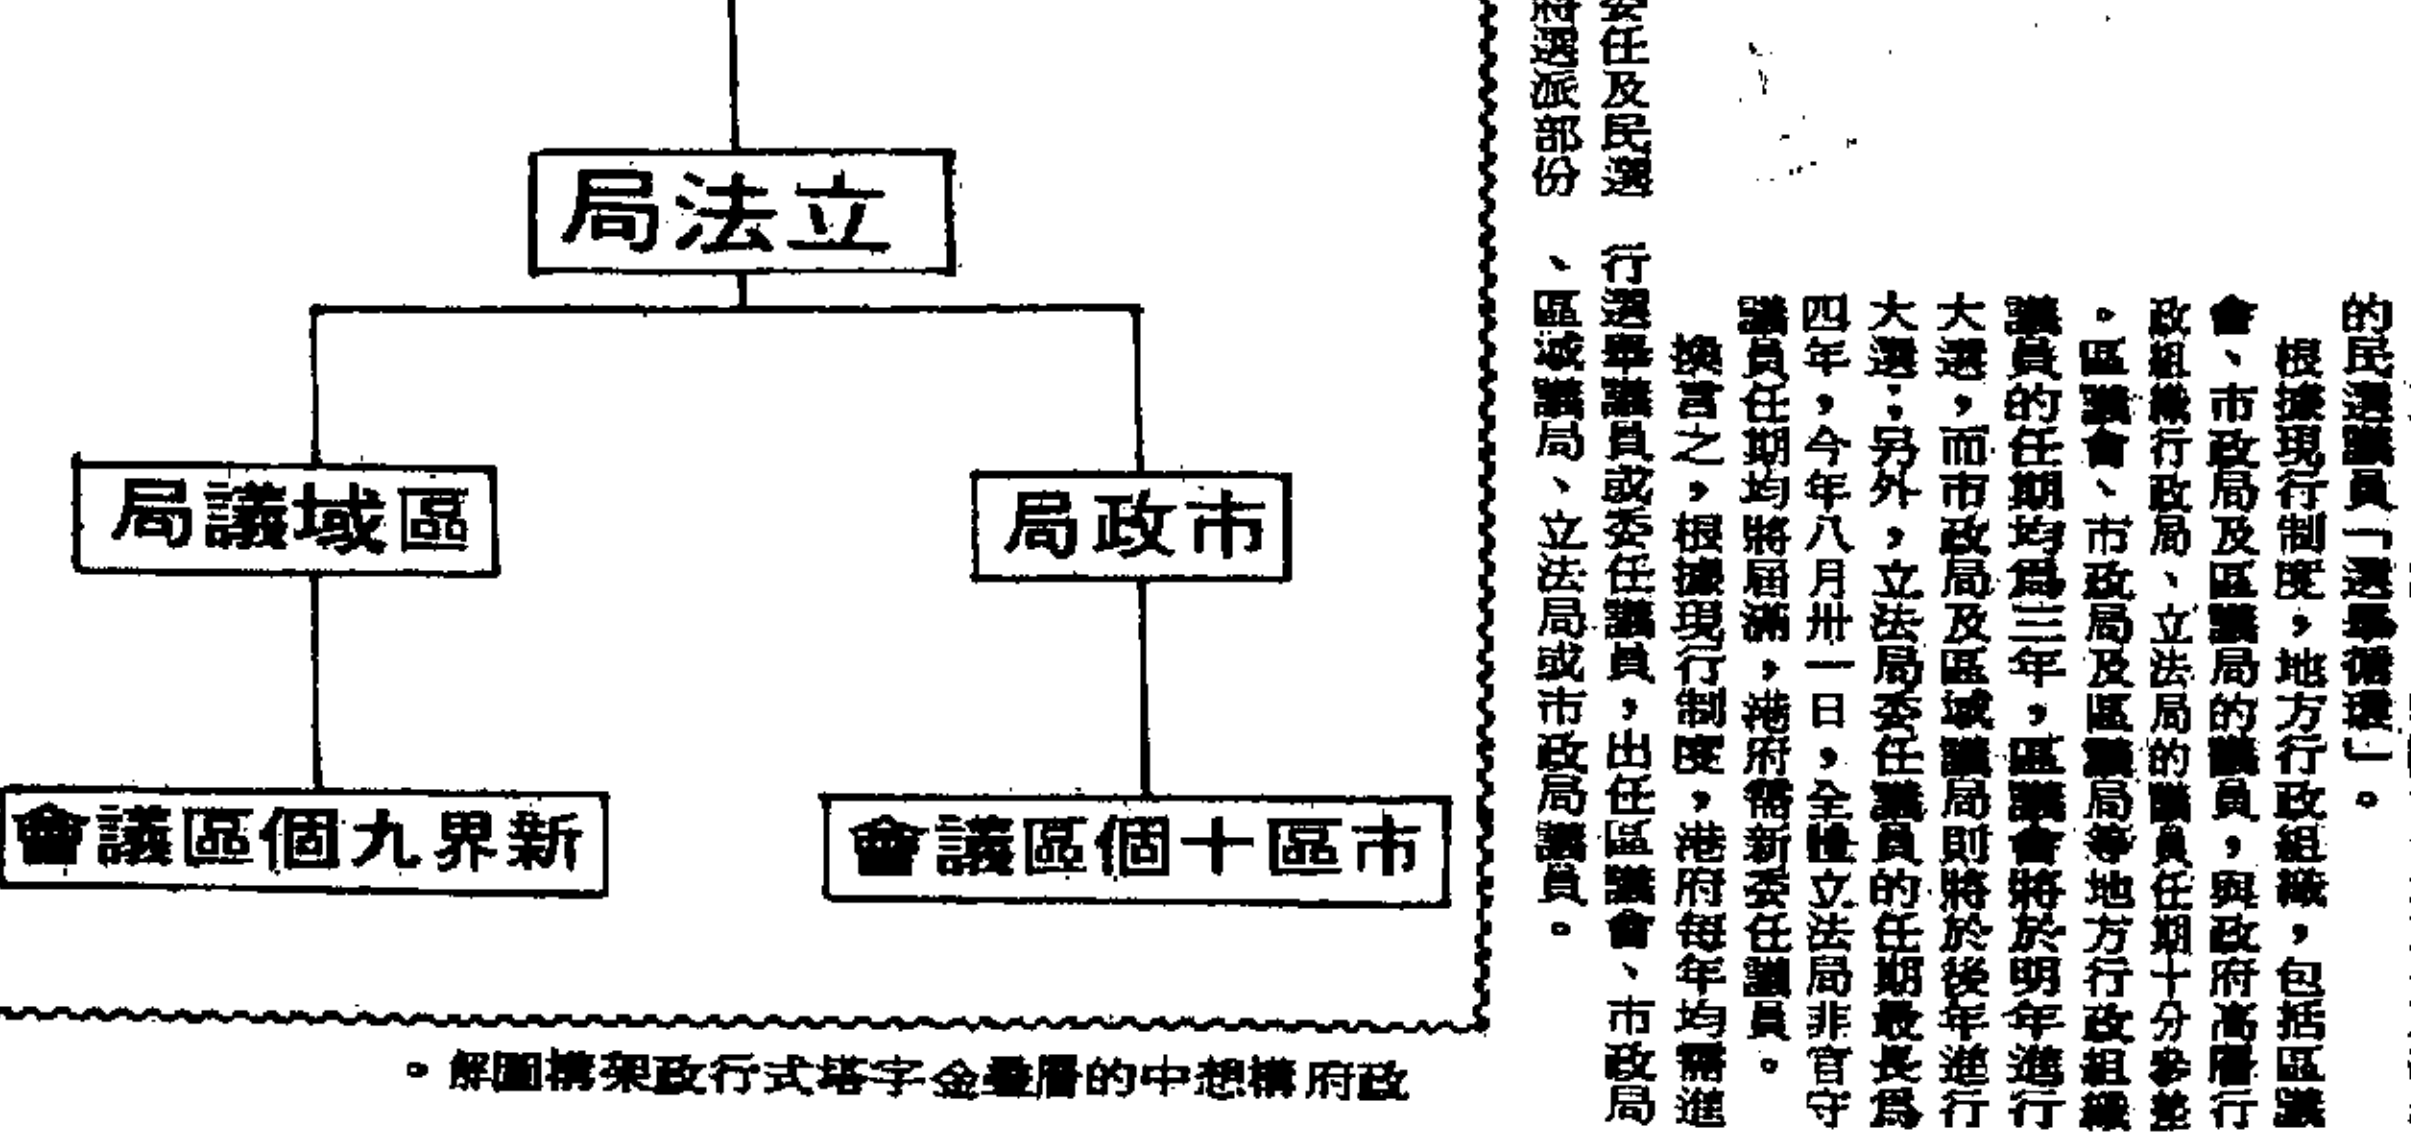 的民選議員「選舉循環」。
根據現行制度,地方行政組織,包括區議
會、市政局及區議局的議員,與政府高層行
政組織行政局、立法局的議員任期十分參差
。區議會、市政局及區議局等地方行政組織
議員的任期均為三年,區議會將於明年進行
大選,而市政局及區域議局則將於後年進行
大選;另外,立法局委任議員的任期最長為
四年,今年八月卅一日,全體立法局非官守
議員任期均將屆滿,港府需新委任議員。
換言之,根據現行制度,港府每年均需進
行選舉議員或委任議員,出任區議會、市政局
、區域議局、立法局或市政局議員。
委任及民選
將選派部份
立法局
區域議局
市政局
新界九個區議會
市區十個區議會
政府構想中的層疊金字塔式行政架構圖解。